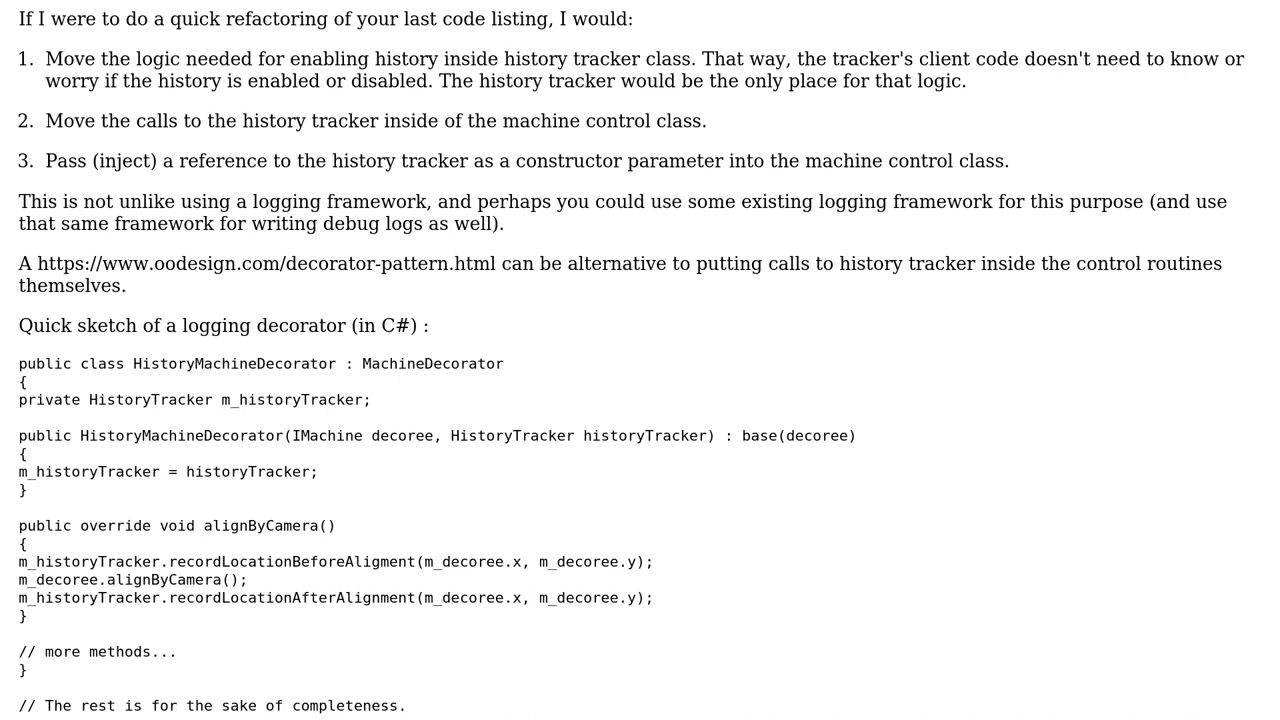 If I were to do a quick refactoring of your last code listing, I would:
1. Move the logic needed for enabling history inside history tracker class. That way, the tracker's client code doesn't need to know or
worry if the history is enabled or disabled. The history tracker would be the only place for that logic.
2. Move the calls to the history tracker inside of the machine control class.
3. Pass (inject) a reference to the history tracker as a constructor parameter into the machine control class.
This is not unlike using a logging framework, and perhaps you could use some existing logging framework for this purpose (and use
that same framework for writing debug logs as well).
A https://www.oodesign.com/decorator-pattern.html can be alternative to putting calls to history tracker inside the control routines
themselves.
Quick sketch of a logging decorator (in C#) :
public class HistoryMachineDecorator : MachineDecorator
{
private HistoryTracker m_historyTracker;
public HistoryMachineDecorator(IMachine decoree, HistoryTracker historyTracker) : base(decoree)
{
m_historyTracker = historyTracker;
}
public override void alignByCamera()
{
m_historyTracker.recordLocationBeforeAligment(m_decoree.x, m_decoree.y);
m_decoree.alignByCamera();
m_historyTracker.recordLocationAfterAlignment(m_decoree.x, m_decoree.y);
}
// more methods...
}
// The rest is for the sake of completeness.